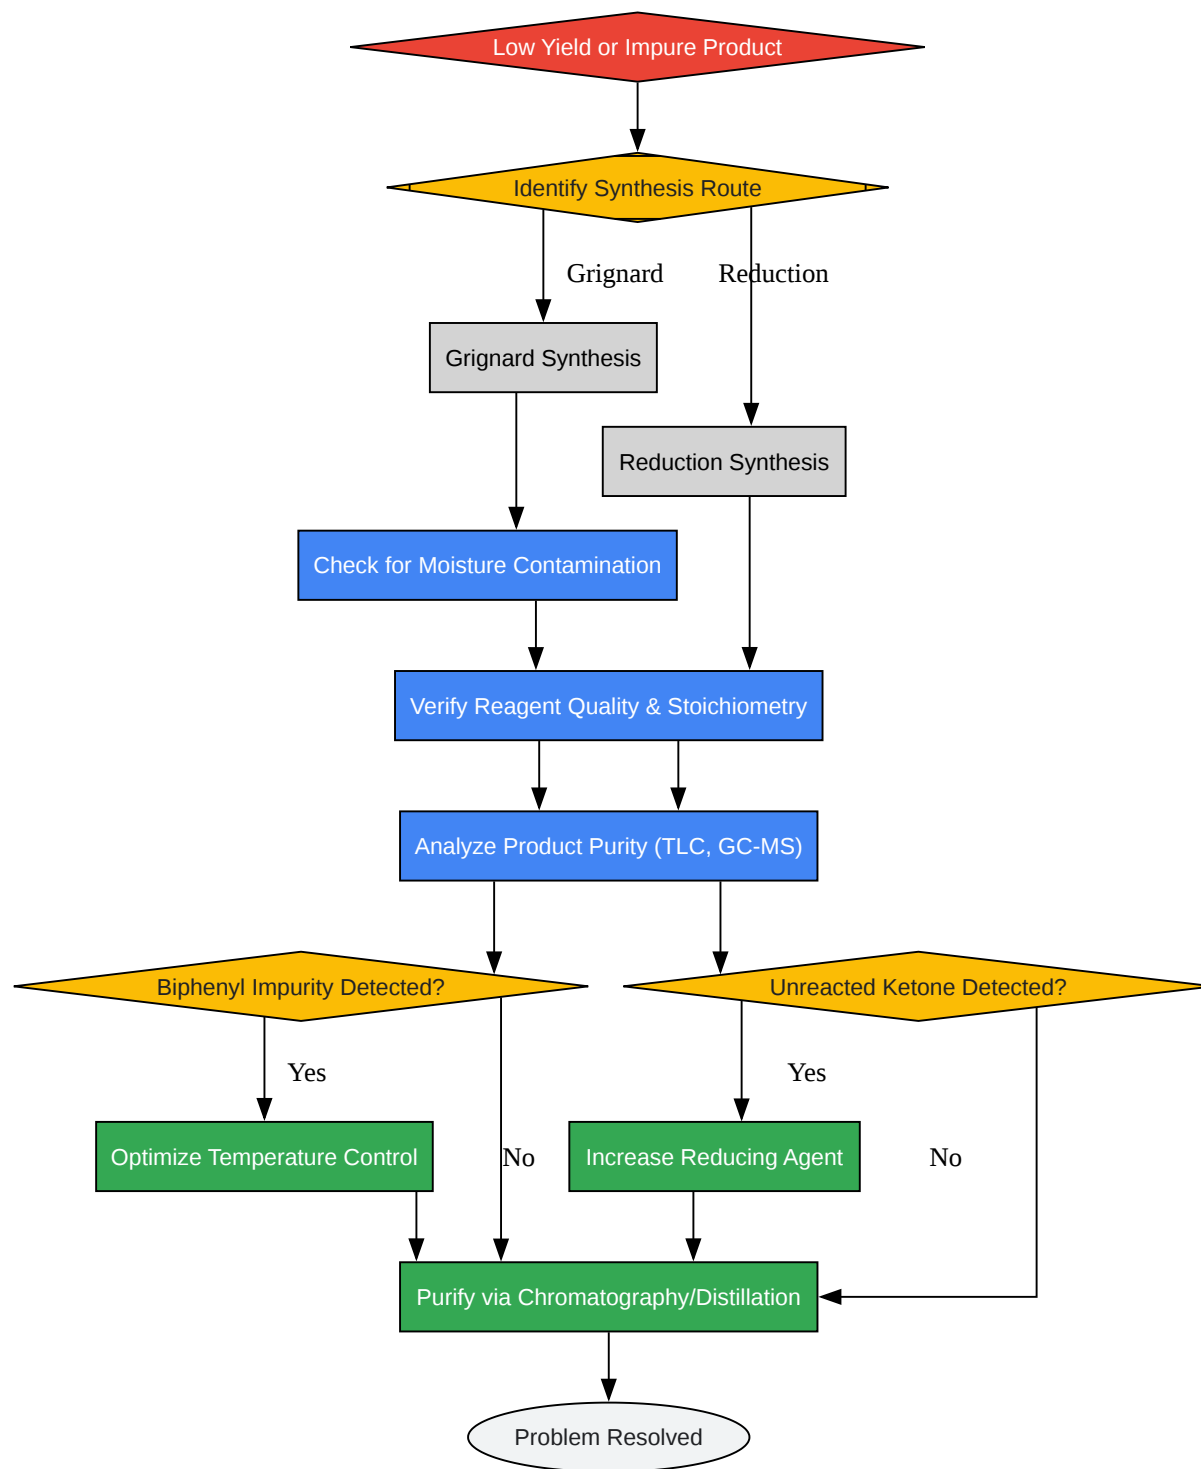 Low Yield or Impure Product
Identify Synthesis Route
Grignard
Reduction
Grignard Synthesis
Reduction Synthesis
Check for Moisture Contamination
Verify Reagent Quality & Stoichiometry
Analyze Product Purity (TLC, GC-MS)
Biphenyl Impurity Detected?
Unreacted Ketone Detected?
Yes
Yes
Optimize Temperature Control
No
Increase Reducing Agent
No
Purify via Chromatography/Distillation
Problem Resolved